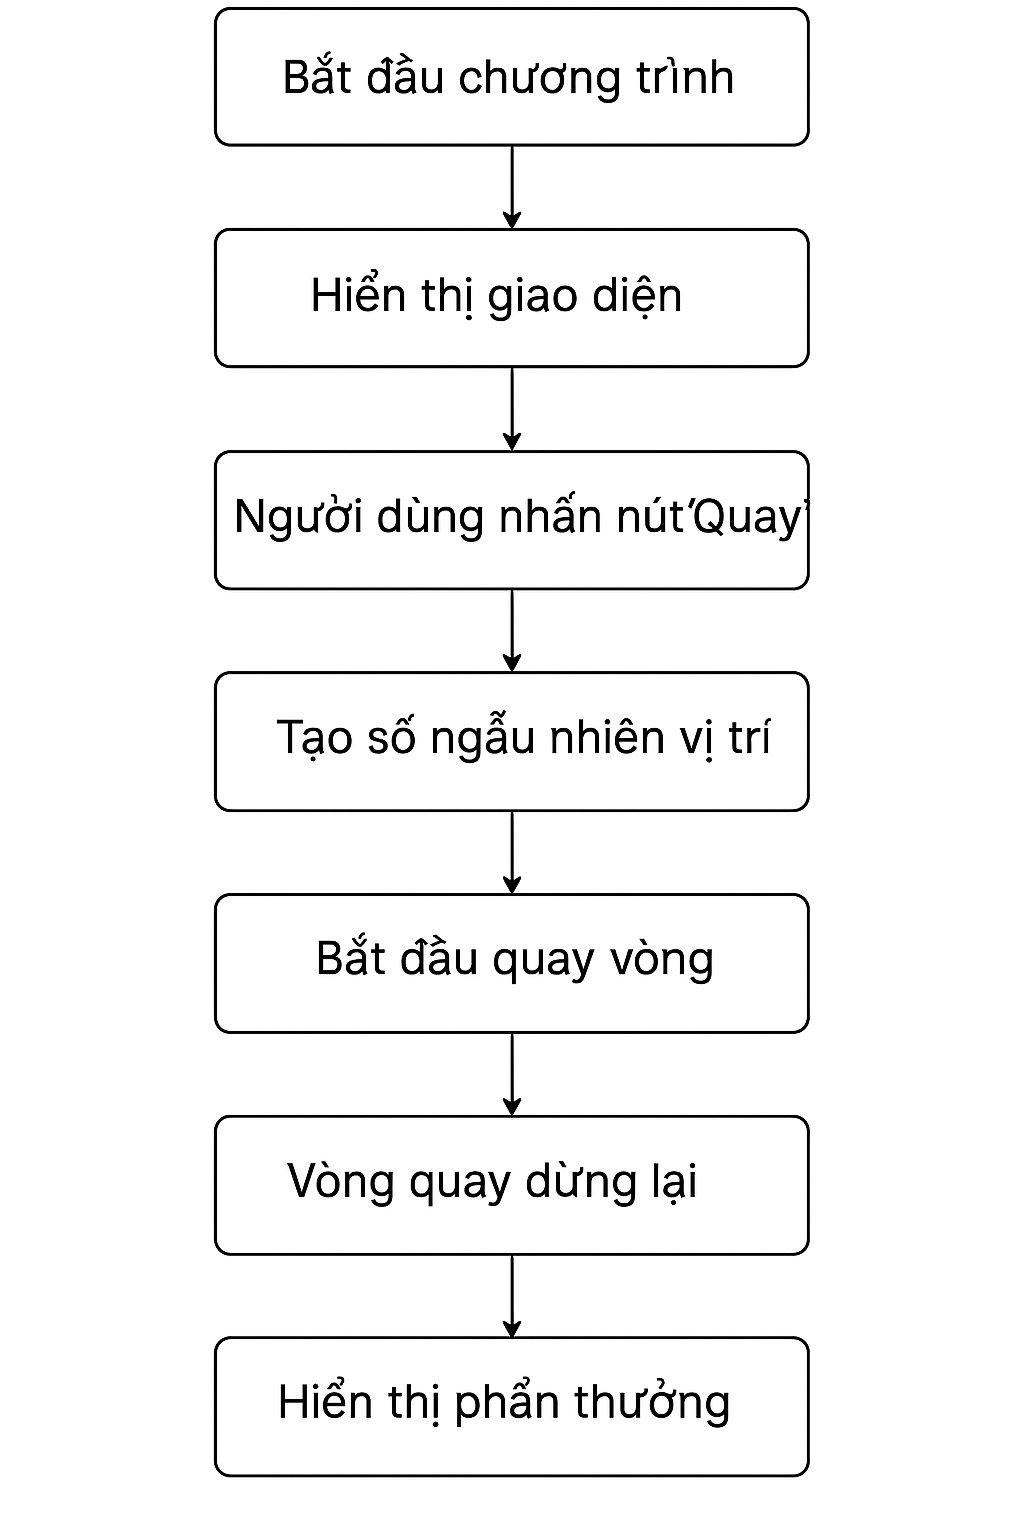 Bắt đầu chương trình
Hiển thị giao diện
Người dùng nhấn nút‘Quay’
Tạo số ngẫu nhiên vị trí
Bắt đầu quay vòng
Vòng quay dừng lại
Hiển thị phẩn thưởng